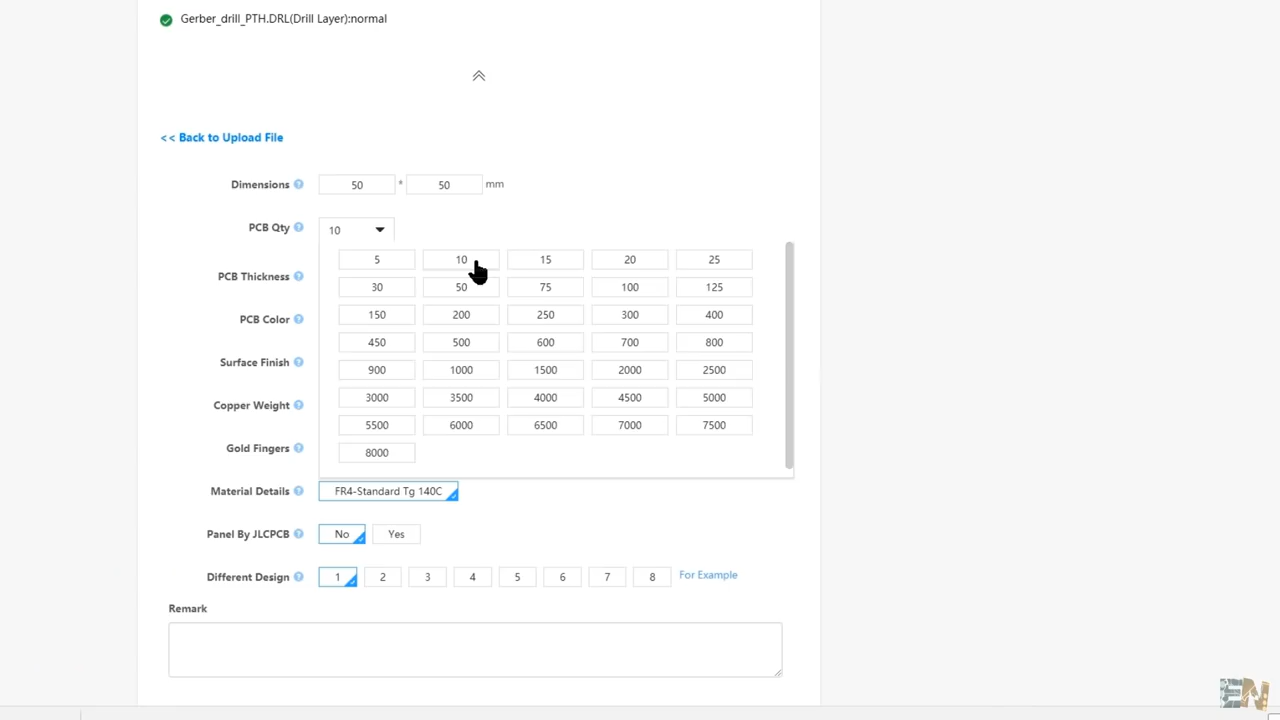 Gerber_drill_PTH.DRL(Drill Layer):normal
<< Back to Upload File
Dimensions ? 50 * 50 mm
PCB Qty ? 10
5 10 15 20 25
PCB Thickness ?
30 50 75 100 125
150 200 250 300 400
PCB Color ?
450 500 600 700 800
Surface Finish ?
900 1000 1500 2000 2500
3000 3500 4000 4500 5000
Copper Weight ?
5500 6000 6500 7000 7500
Gold Fingers ?
8000
Material Details ? FR4-Standard Tg 140C
Panel By JLCPCB ? No Yes
Different Design ? 1 2 3 4 5 6 7 8 For Example
Remark
EN